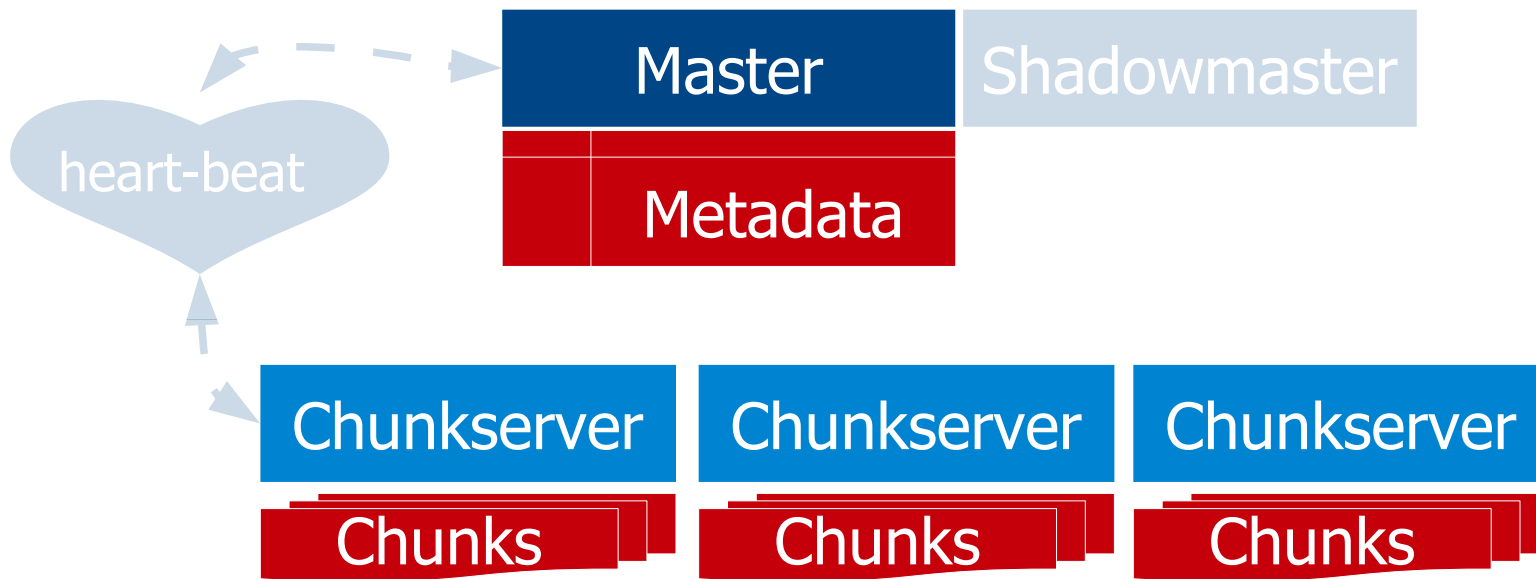 Master
Shadowmaster
heart-beat
Metadata
Chunkserver
Chunkserver
Chunkserver
Chunks
Chunks
Chunks